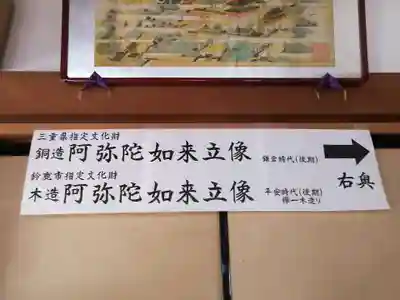 三重県指定文化財
銅造 阿弥陀如来立像 鎌倉時代(後期)
鈴鹿市指定文化財
木造 阿弥陀如来立像 平安時代(後期)
欅一木造り
右奥